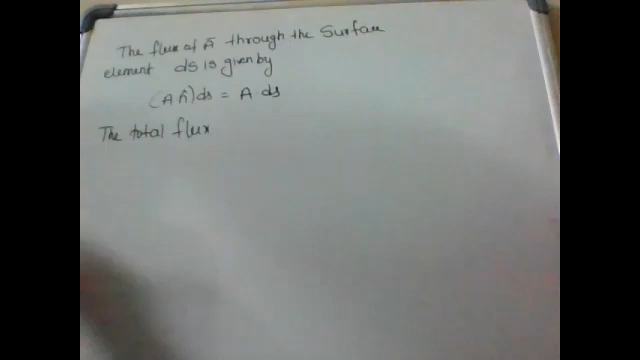 The flux of Ā through the Surface
element ds is given by
(A n̂)ds = A ds
The total flux